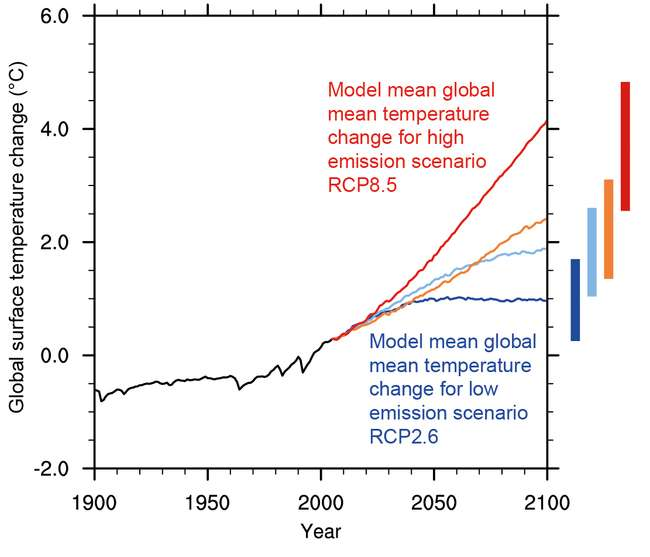 6.0
4.0
2.0
0.0
-2.0
Global surface temperature change (°C)
Model mean global
mean temperature
change for high
emission scenario
RCP8.5
Model mean global
mean temperature
change for low
emission scenario
RCP2.6
1900
1950
2000
2050
2100
Year